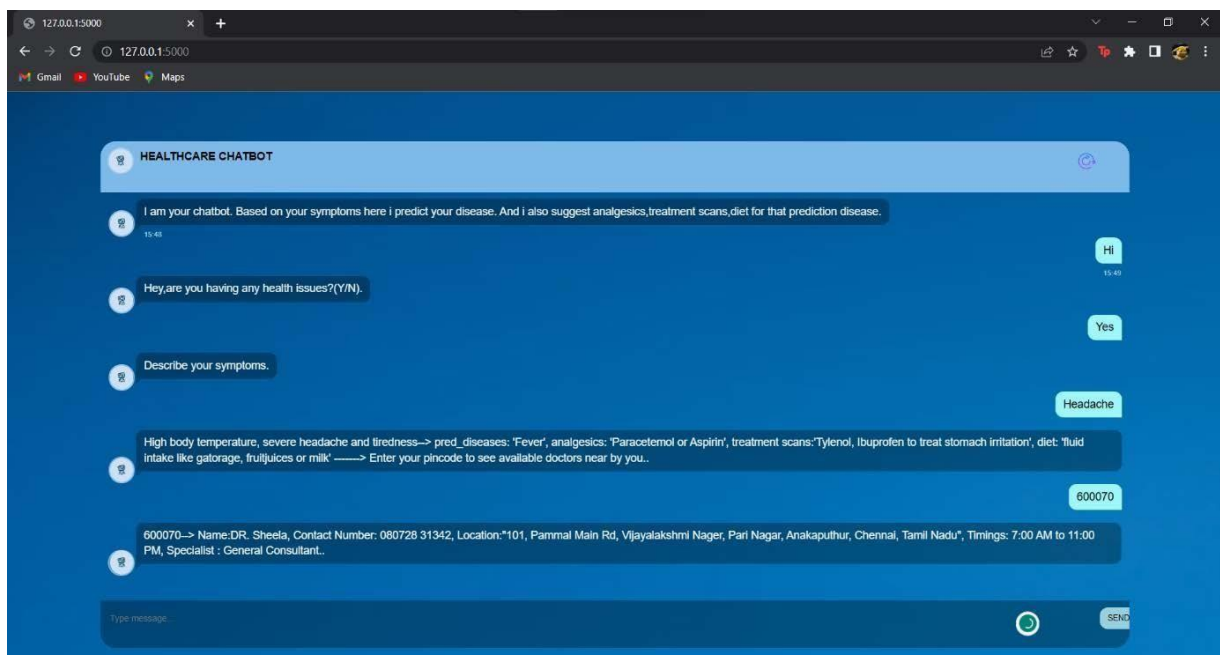 127.0.0.1:5000
127.0.0.1:5000
Gmail YouTube Maps
HEALTHCARE CHATBOT
I am your chatbot. Based on your symptoms here i predict your disease. And i also suggest analgesics,treatment scans,diet for that prediction disease.
15:48
Hi
15:49
Hey,are you having any health issues?(Y/N).
Yes
Describe your symptoms.
Headache
High body temperature, severe headache and tiredness--> pred_diseases: 'Fever', analgesics: 'Paracetemol or Aspirin', treatment scans:'Tylenol, Ibuprofen to treat stomach irritation', diet: 'fluid
intake like gatorage, fruitjuices or milk' -------> Enter your pincode to see available doctors near by you..
600070
600070--> Name:DR. Sheela, Contact Number: 080728 31342, Location:"101, Pammal Main Rd, Vijayalakshmi Nager, Pari Nagar, Anakaputhur, Chennai, Tamil Nadu", Timings: 7:00 AM to 11:00
PM, Specialist : General Consultant..
Type message...
SEND